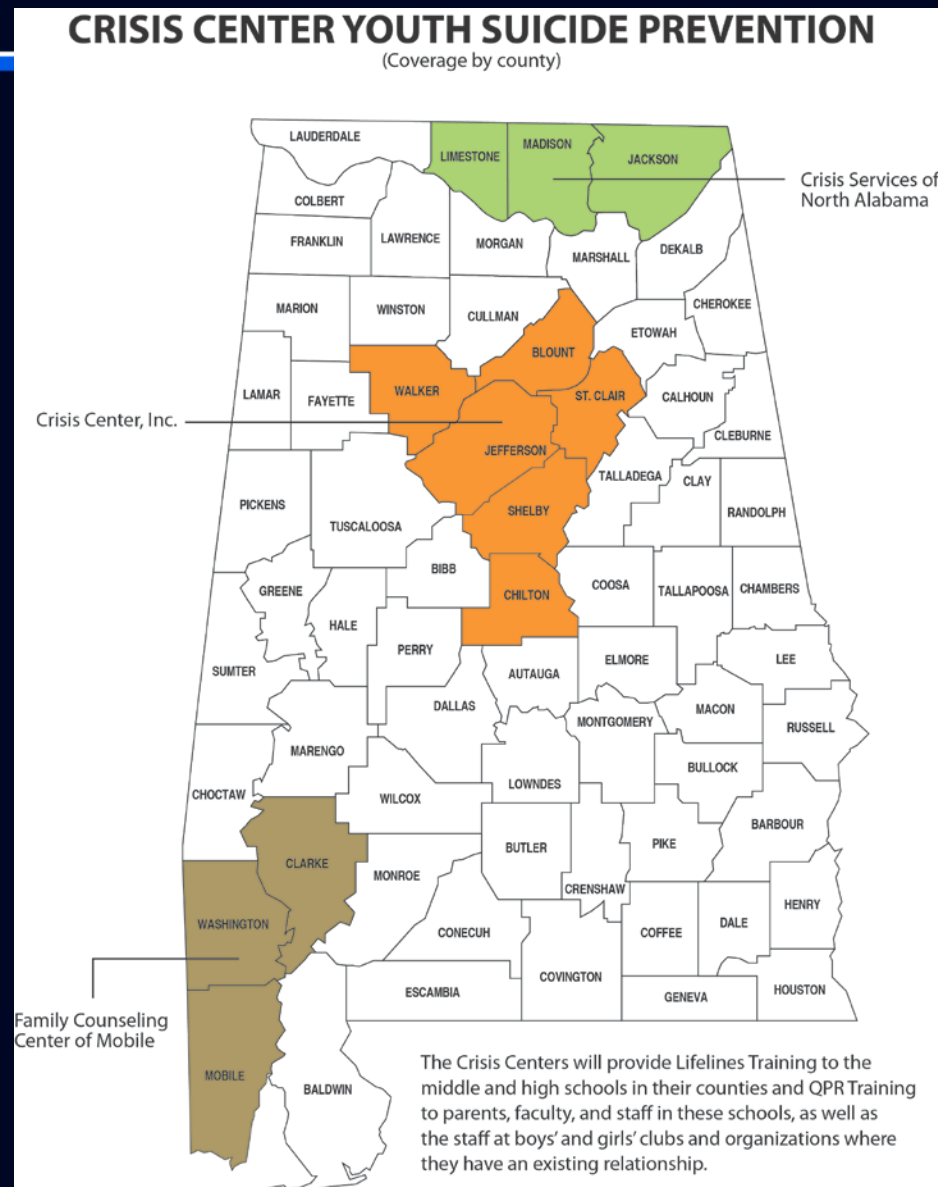 CRISIS CENTER YOUTH SUICIDE PREVENTION
(Coverage by county)
LAUDERDALE
LIMESTONE
MADISON
JACKSON
Crisis Services of
North Alabama
COLBERT
FRANKLIN
LAWRENCE
MORGAN
MARSHALL
DEKALB
MARION
WINSTON
CULLMAN
CHEROKEE
ETOWAH
BLOUNT
LAMAR
FAYETTE
WALKER
ST. CLAIR
CALHOUN
Crisis Center, Inc.
JEFFERSON
CLEBURNE
TALLADEGA
CLAY
PICKENS
TUSCALOOSA
SHELBY
RANDOLPH
BIBB
GREENE
HALE
CHILTON
COOSA
TALLAPOOSA
CHAMBERS
PERRY
SUMTER
AUTAUGA
ELMORE
LEE
DALLAS
MONTGOMERY
MACON
RUSSELL
MARENGO
BULLOCK
CHOCTAW
WILCOX
LOWNDES
BARBOUR
CLARKE
MONROE
BUTLER
PIKE
CRENSHAW
HENRY
WASHINGTON
CONECUH
COFFEE
DALE
COVINGTON
ESCAMBIA
GENEVA
HOUSTON
Family Counseling
Center of Mobile
MOBILE
BALDWIN
The Crisis Centers will provide Lifelines Training to the
middle and high schools in their counties and QPR Training
to parents, faculty, and staff in these schools, as well as
the staff at boys' and girls' clubs and organizations where
they have an existing relationship.